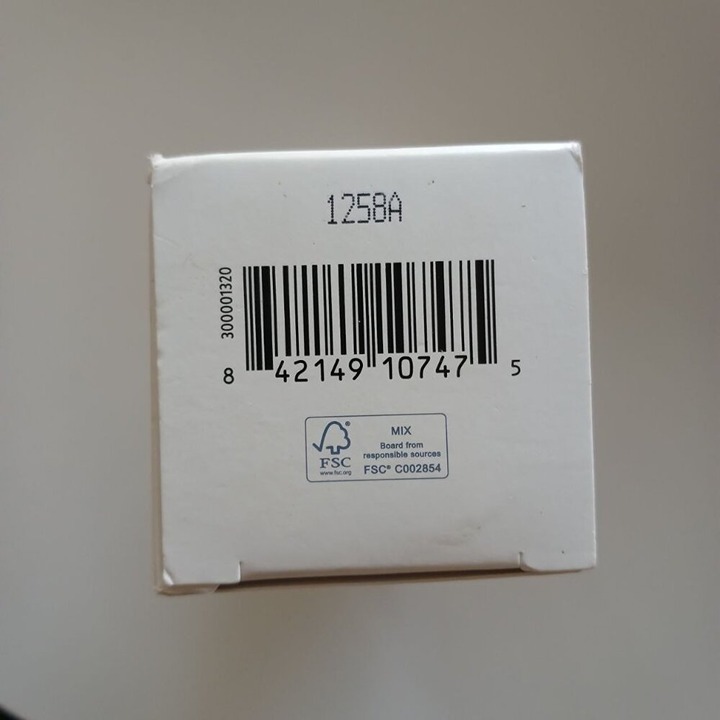 1258A
300001320
8 42149 10747 5
FSC
www.fsc.org
MIX
Board from
responsible sources
FSC® C002854